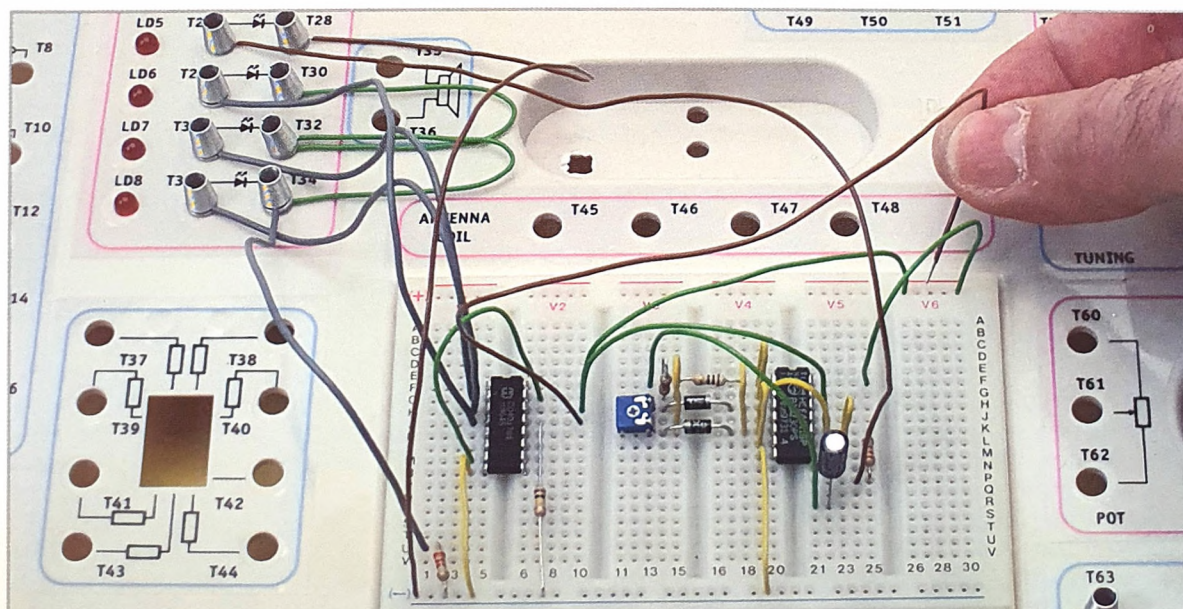 T49 T50 T51
LD5 T28
T8
LD6 T30
LD7 T32
T10
T36
LD8 T34
T12
T45 T46 T47 T48
ANTENNA
TUNING
14
+ V2 V4 V5 V6
T60
T37 T38
T61
T39 T40
T62
T41 T42
POT
T43 T44
1 3 5 6 8 10 11 13 15 16 18 20 21 23 25 26 28 30
(-)
T63